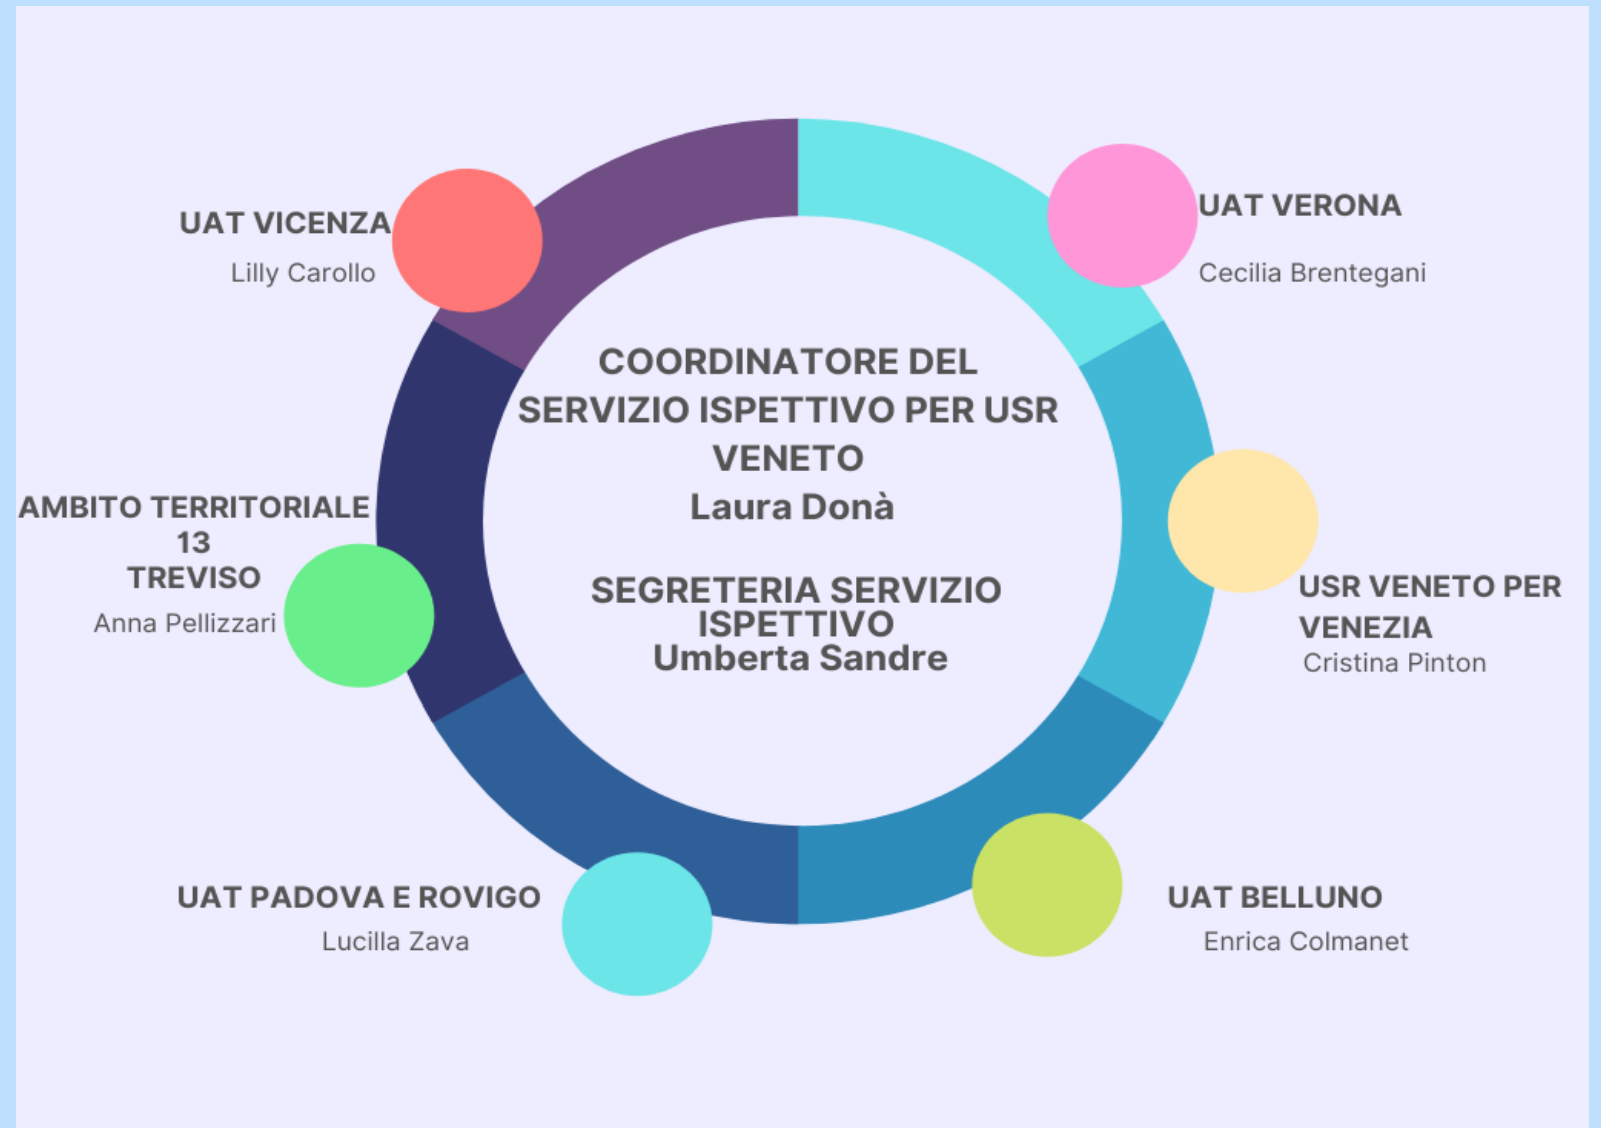 UAT VICENZA
Lilly Carollo
UAT VERONA
Cecilia Brentegani
COORDINATORE DEL
SERVIZIO ISPETTIVO PER USR
VENETO
Laura Donà
SEGRETERIA SERVIZIO
ISPETTIVO
Umberta Sandre
AMBITO TERRITORIALE
13
TREVISO
Anna Pellizzari
USR VENETO PER
VENEZIA
Cristina Pinton
UAT PADOVA E ROVIGO
Lucilla Zava
UAT BELLUNO
Enrica Colmanet